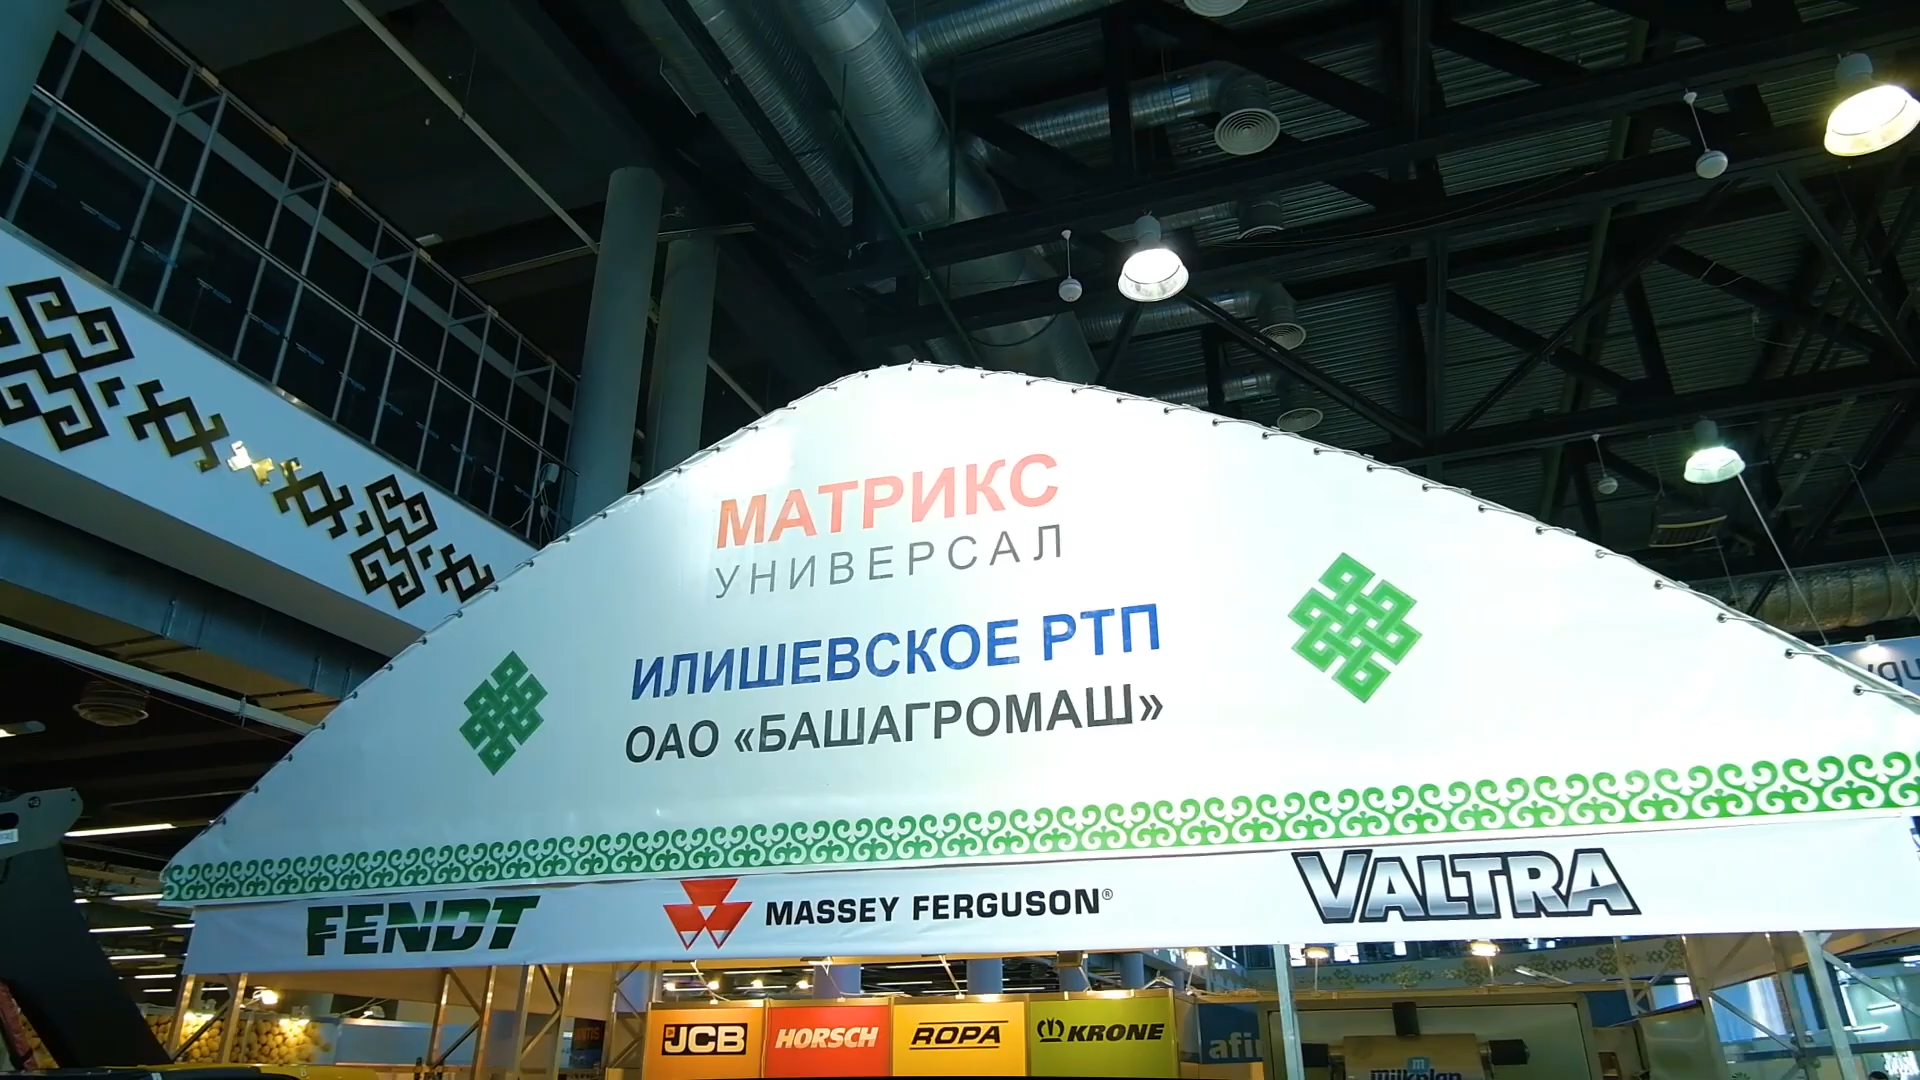 МАТРИКС
УНИВЕРСАЛ
ИЛИШЕВСКОЕ РТП
ОАО «БАШАГРОМАШ»
FENDT
MASSEY FERGUSON®
VALTRA
JCB
HORSCH
ROPA
KRONE